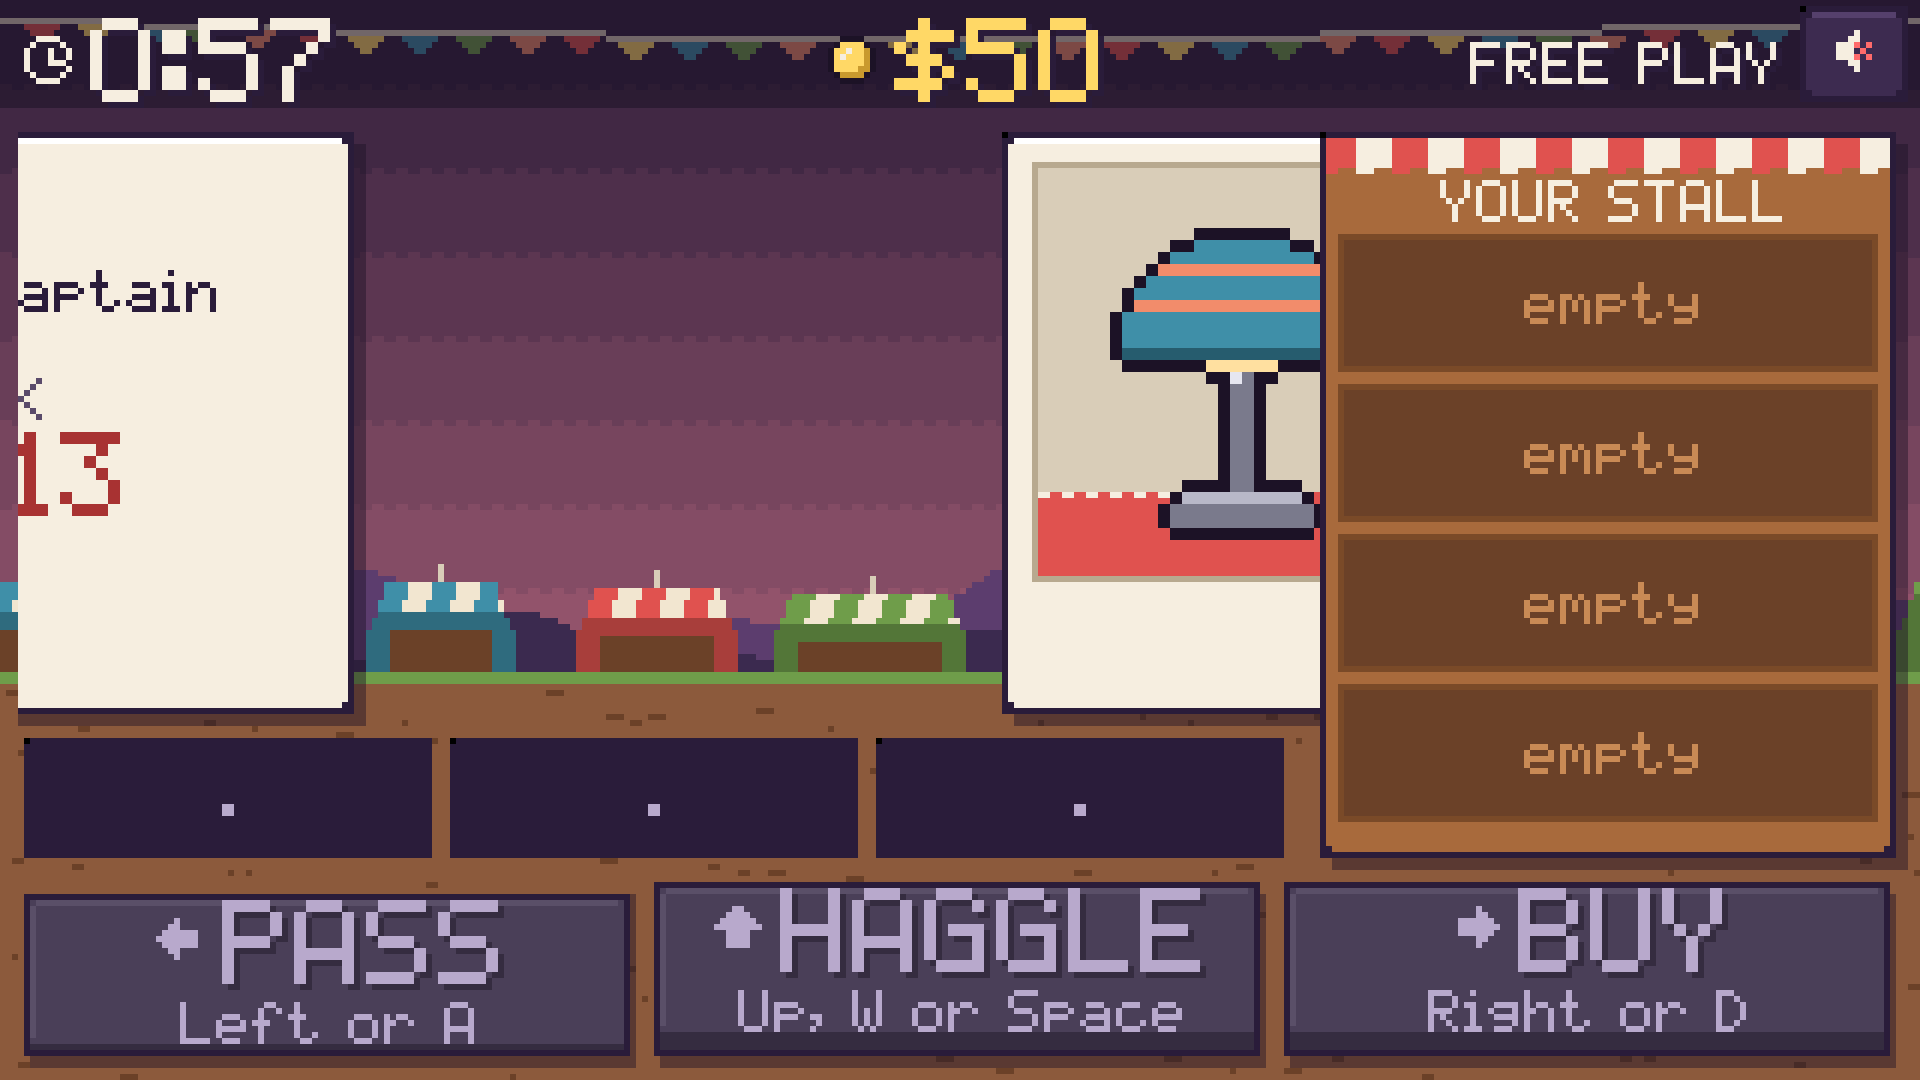 0:57
$50
FREE PLAY
aptain
13
YOUR STALL
empty
empty
empty
empty
PASS
Left or A
HAGGLE
Up, W or Space
BUY
Right or D